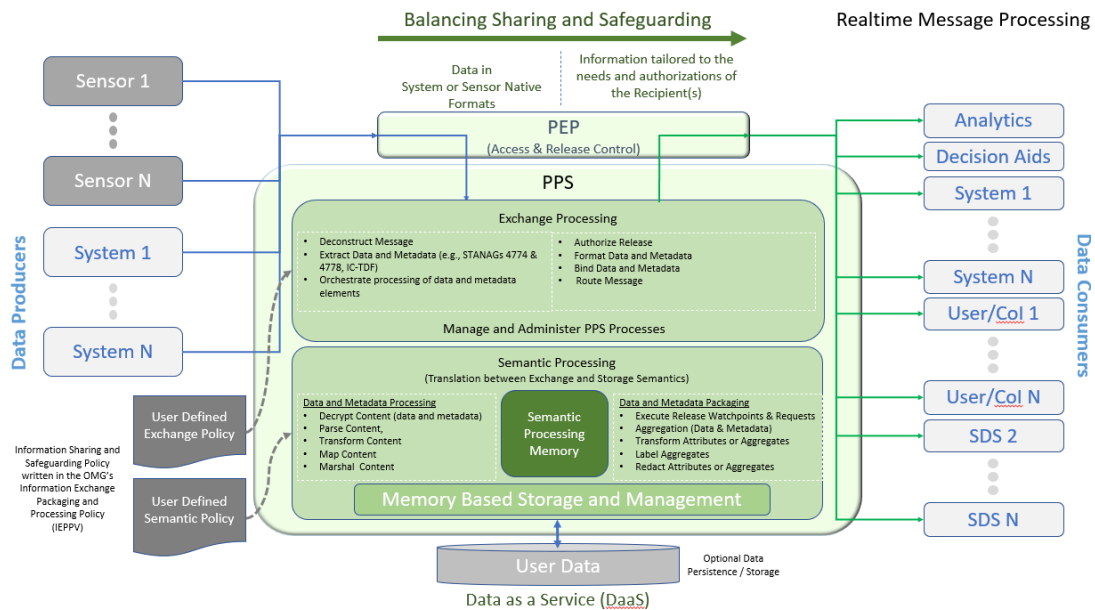 Balancing Sharing and Safeguarding
Realtime Message Processing
Data in
System or Sensor Native
Formats
Information tailored to the
needs and authorizations of
the Recipient(s)
Data Producers
Sensor 1
Sensor N
System 1
System N
PEP
(Access & Release Control)
PPS
Exchange Processing
• Deconstruct Message
• Extract Data and Metadata (e.g., STANAGs 4774 &
4778, IC-TDF)
• Orchestrate processing of data and metadata
elements
• Authorize Release
• Format Data and Metadata
• Bind Data and Metadata
• Route Message
Manage and Administer PPS Processes
Semantic Processing
(Translation between Exchange and Storage Semantics)
Data and Metadata Processing
• Decrypt Content (data and metadata)
• Parse Content,
• Transform Content
• Map Content
• Marshal Content
Semantic
Processing
Memory
Data and Metadata Packaging
• Execute Release Watchpoints & Requests
• Aggregation (Data & Metadata)
• Transform Attributes or Aggregates
• Label Aggregates
• Redact Attributes or Aggregates
Memory Based Storage and Management
User Defined
Exchange Policy
User Defined
Semantic Policy
Information Sharing and
Safeguarding Policy
written in the OMG's
Information Exchange
Packaging and
Processing Policy
(IEPPV)
User Data
Optional Data
Persistence / Storage
Data as a Service (DaaS)
Analytics
Decision Aids
System 1
System N
User/CoI 1
User/CoI N
SDS 2
SDS N
Data Consumers